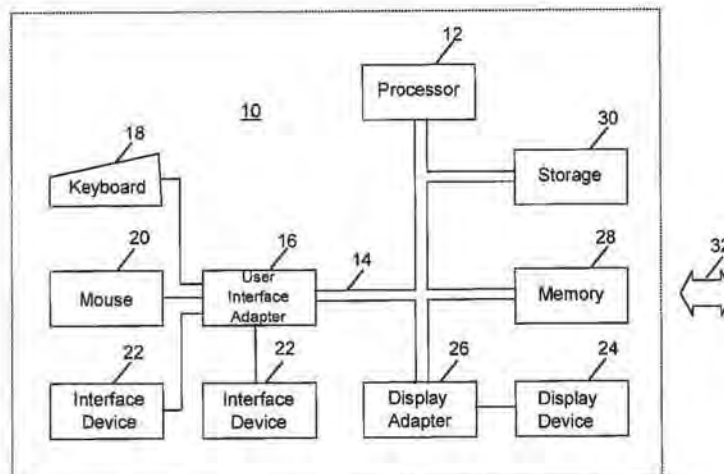 12
Processor
10
30
Storage
18
Keyboard
20
Mouse
16
User
Interface
Adapter
14
28
Memory
32
22
Interface
Device
22
Interface
Device
26
Display
Adapter
24
Display
Device